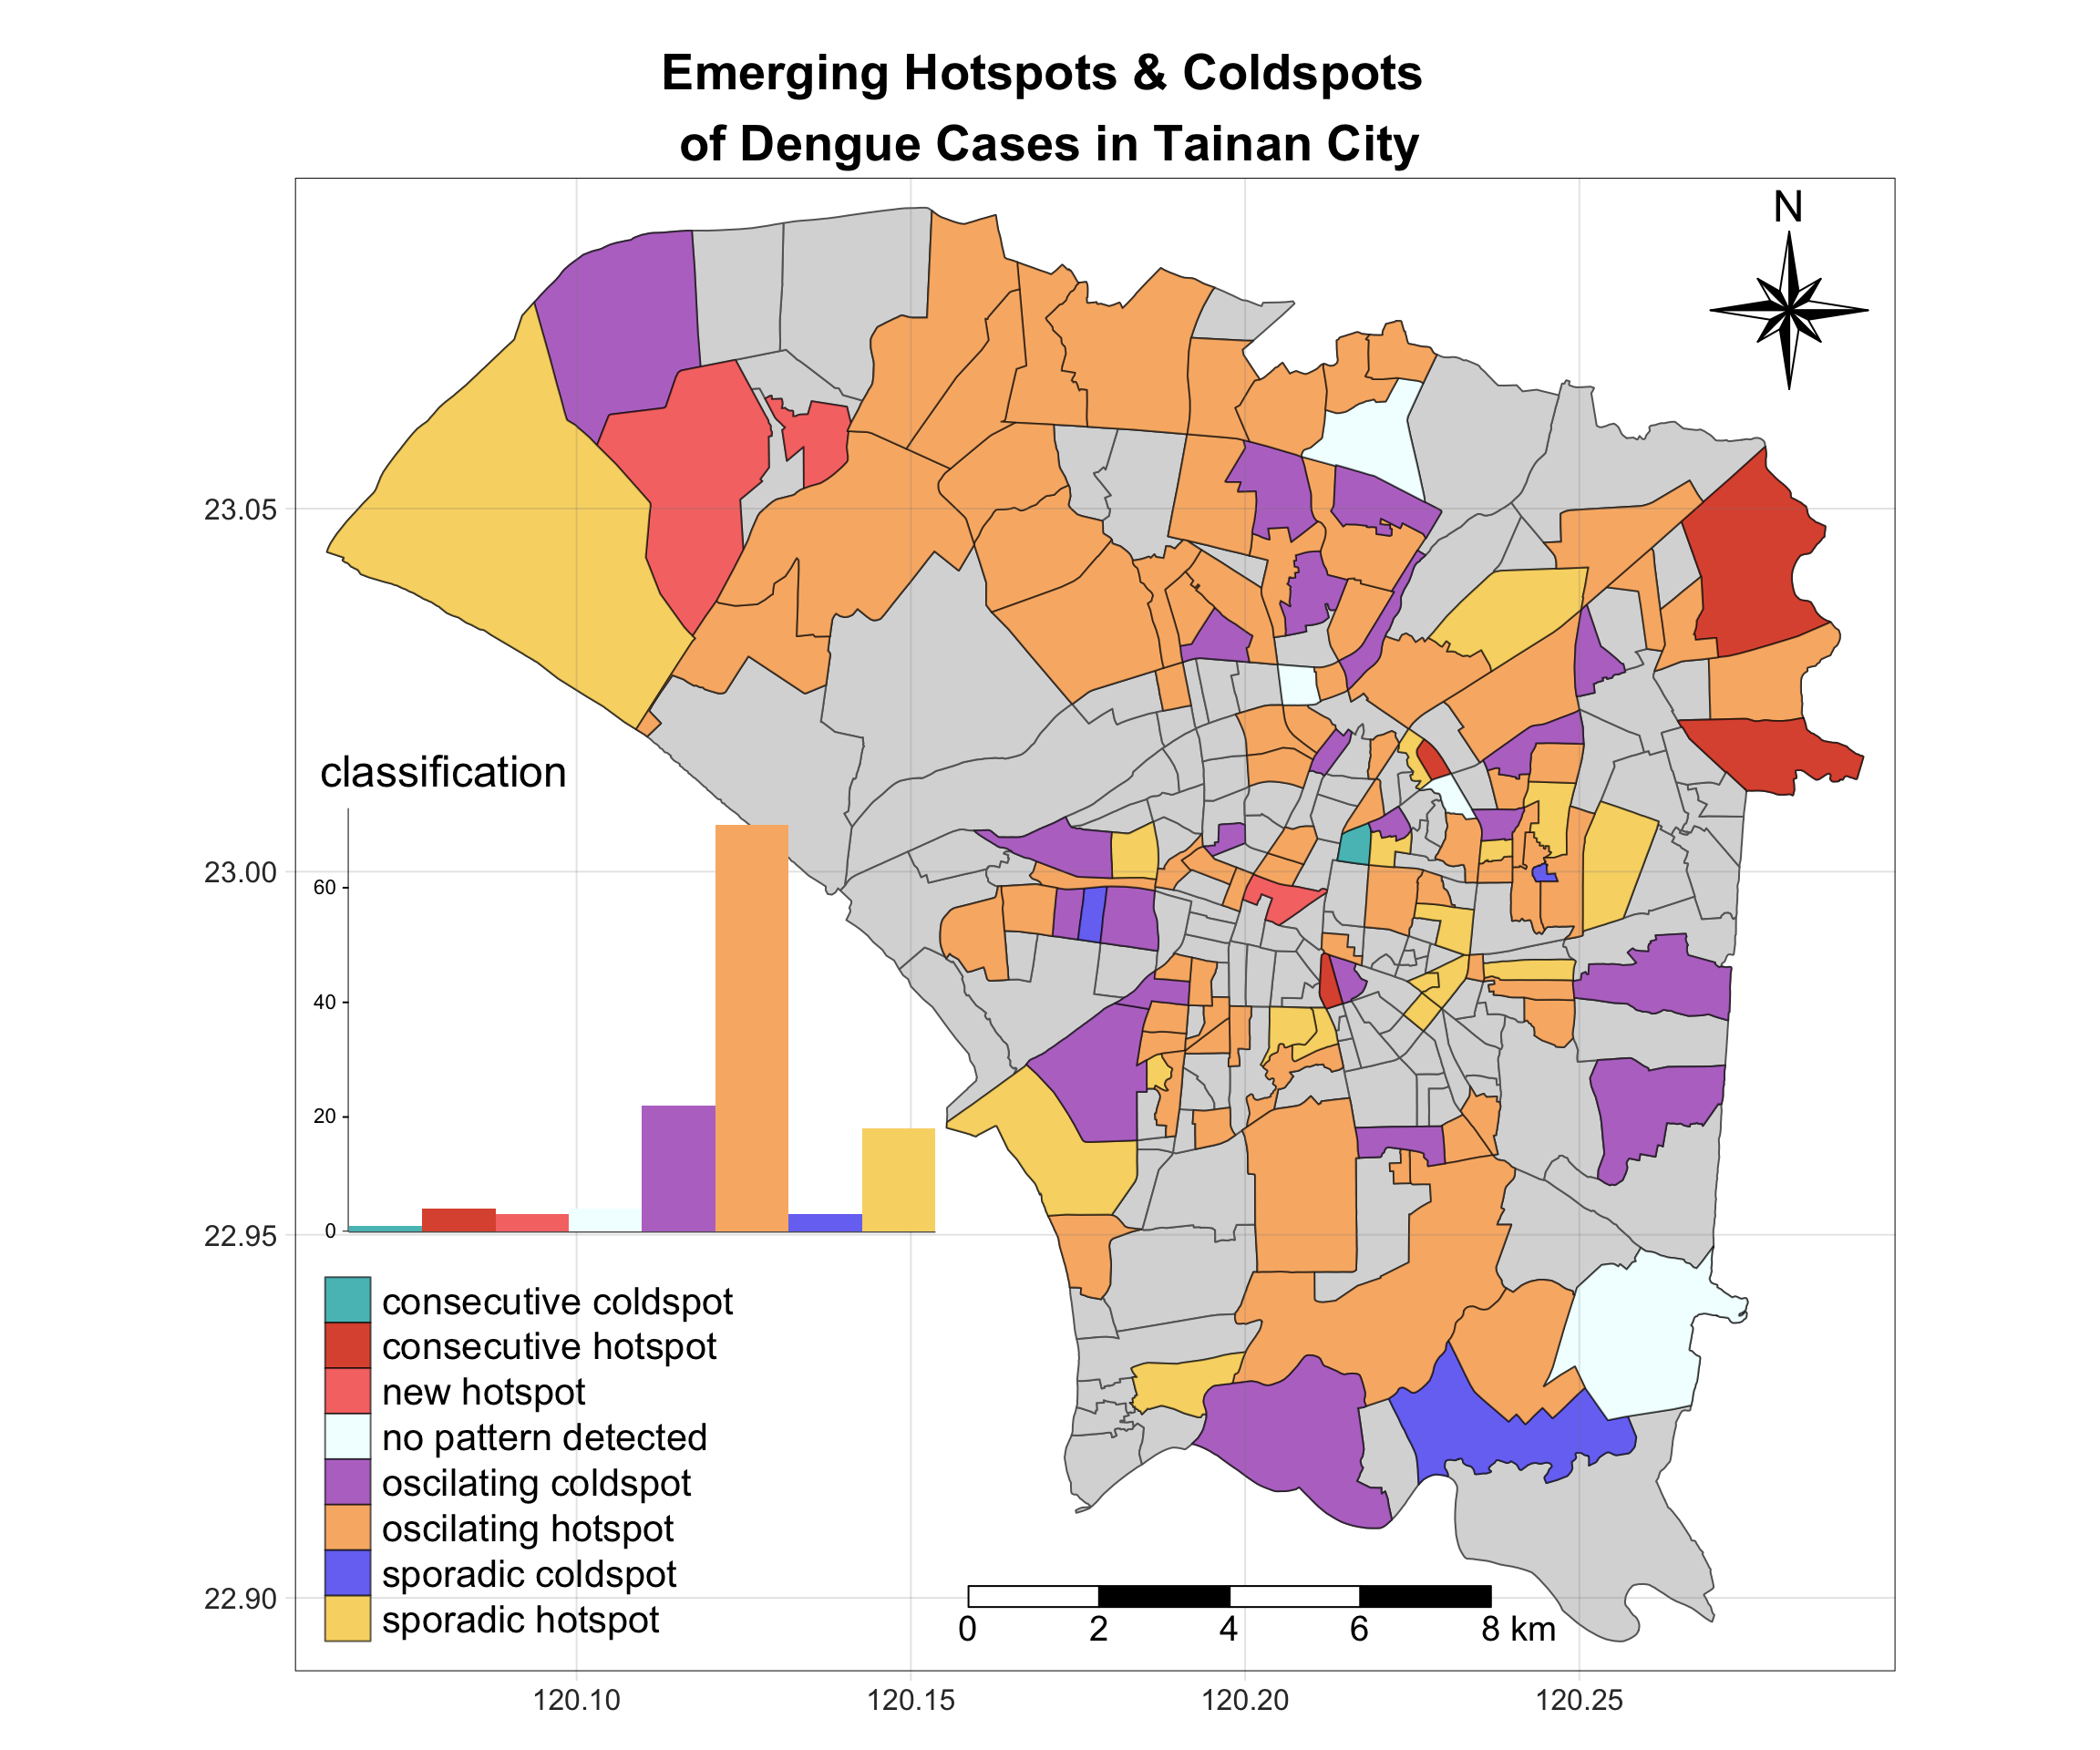 Emerging Hotspots & Coldspots
of Dengue Cases in Tainan City
N
23.05
23.00
22.95
22.90
classification
60
40
20
0
consecutive coldspot
consecutive hotspot
new hotspot
no pattern detected
oscilating coldspot
oscilating hotspot
sporadic coldspot
sporadic hotspot
0 2 4 6 8 km
120.10 120.15 120.20 120.25